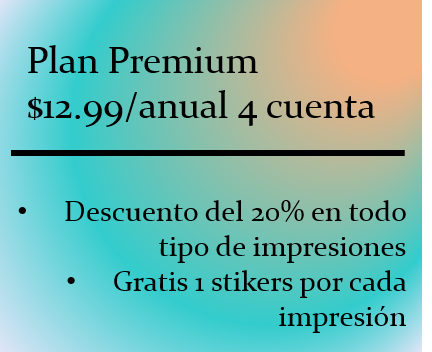 Plan Premium
$12.99/anual 4 cuenta
• Descuento del 20% en todo
tipo de impresiones
• Gratis 1 stikers por cada
impresión